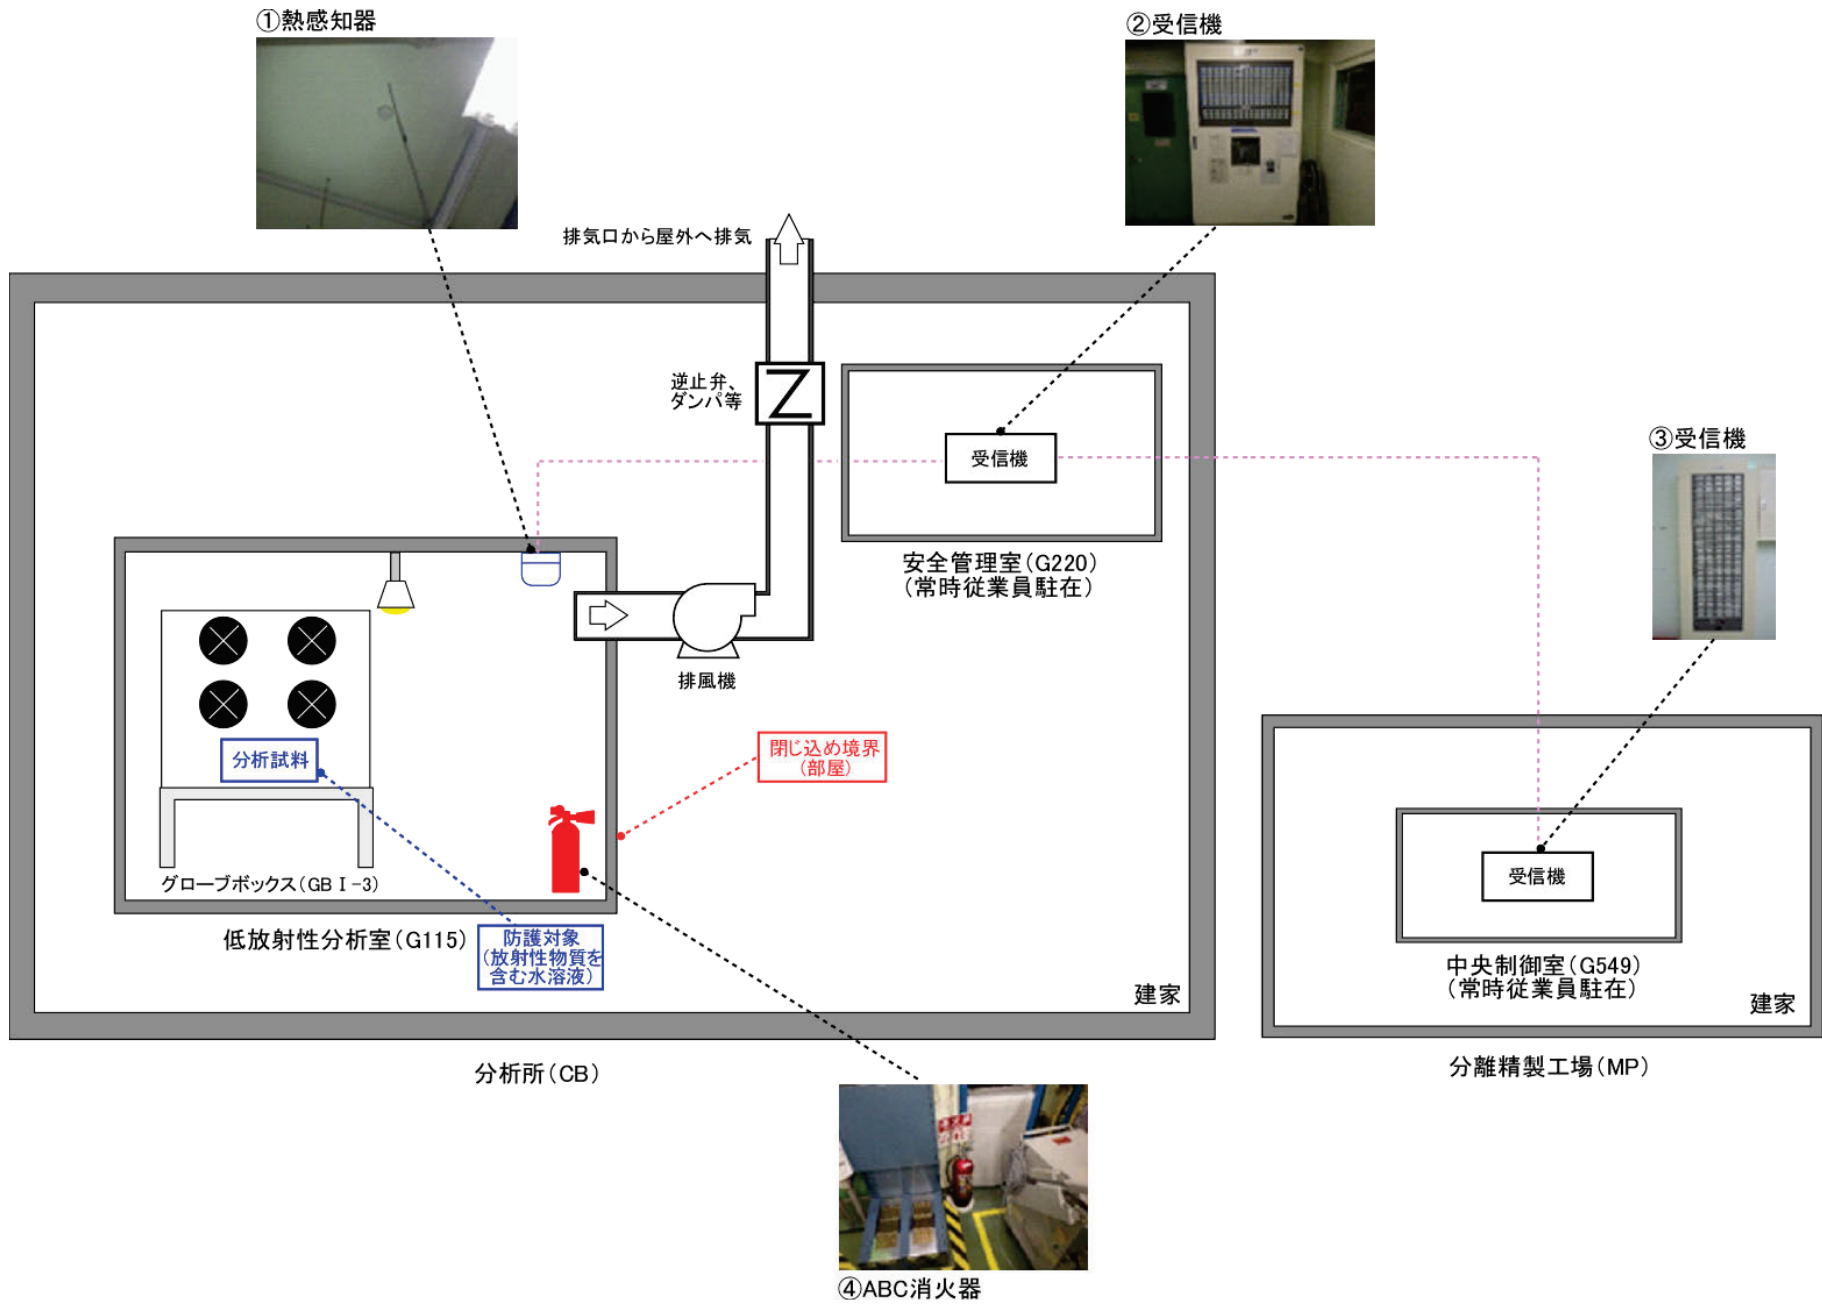 ①熱感知器
②受信機
排気口から屋外へ排気
逆止弁、
ダンパ等
受信機
③受信機
安全管理室(G220)
(常時従業員駐在)
排風機
分析試料
閉じ込め境界
(部屋)
グローブボックス(GBⅠ-3)
低放射性分析室(G115)
防護対象
(放射性物質を
含む水溶液)
受信機
中央制御室(G549)
(常時従業員駐在)
建家
建家
分析所(CB)
分離精製工場(MP)
④ABC消火器